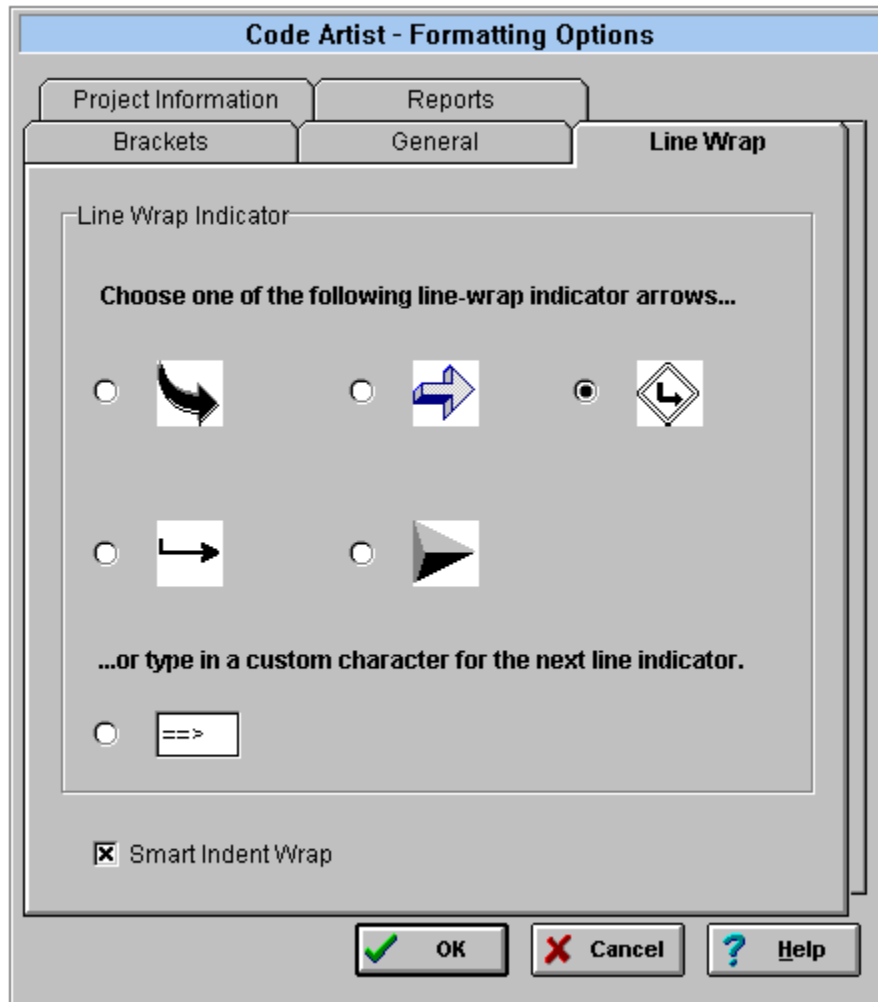 Code Artist - Formatting Options
Project Information
Reports
Brackets
General
Line Wrap
Line Wrap Indicator
Choose one of the following line-wrap indicator arrows...
...or type in a custom character for the next line indicator.
==>
Smart Indent Wrap
OK
Cancel
Help